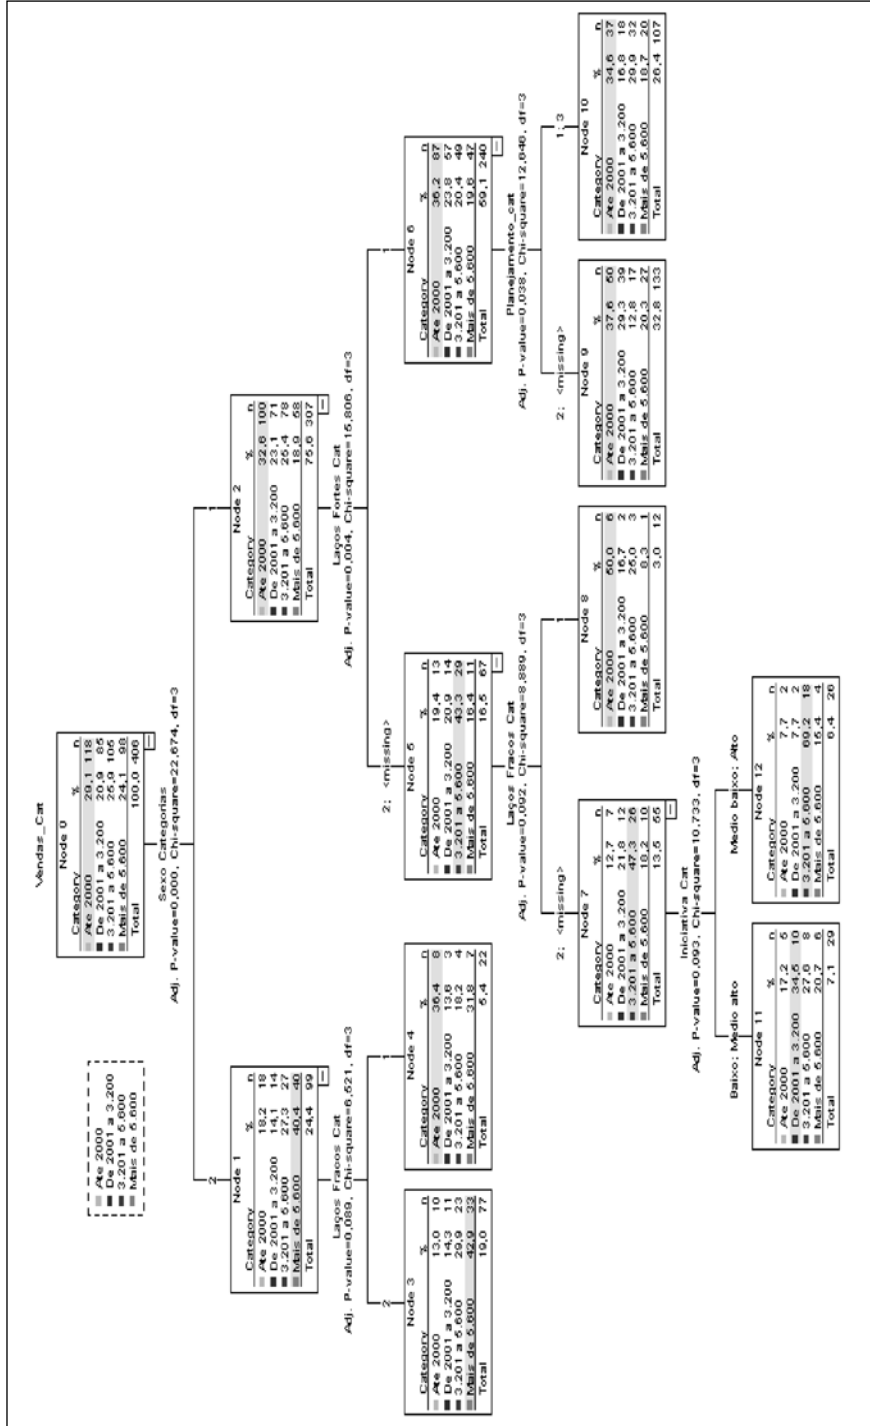 Vendas_Cat
Ate 2000
De 2001 a 3.200
3.201 a 5.600
Mais de 5.600
Node 0
Category % n
Ate 2000 29,1 118
De 2001 a 3.200 20,9 85
3.201 a 5.600 25,9 105
Mais de 5.600 24,1 98
Total 100,0 406
Sexo Categorias
Adj. P-value=0,000, Chi-square=22,674, df=3
2
1
Node 1
Category % n
Ate 2000 18,2 18
De 2001 a 3.200 14,1 14
3.201 a 5.600 27,3 27
Mais de 5.600 40,4 40
Total 24,4 99
Laços Fracos Cat
Adj. P-value=0,089, Chi-square=6,521, df=3
Node 2
Category % n
Ate 2000 32,6 100
De 2001 a 3.200 23,1 71
3.201 a 5.600 25,4 78
Mais de 5.600 18,9 58
Total 75,6 307
Laços Fortes Cat
Adj. P-value=0,004, Chi-square=15,806, df=3
2
1
2; <missing>
1
Node 3
Category % n
Ate 2000 13,0 10
De 2001 a 3.200 14,3 11
3.201 a 5.600 29,9 23
Mais de 5.600 42,9 33
Total 19,0 77
Node 4
Category % n
Ate 2000 36,4 8
De 2001 a 3.200 13,6 3
3.201 a 5.600 18,2 4
Mais de 5.600 31,8 7
Total 5,4 22
Node 5
Category % n
Ate 2000 19,4 13
De 2001 a 3.200 20,9 14
3.201 a 5.600 43,3 29
Mais de 5.600 16,4 11
Total 16,5 67
Laços Fracos Cat
Adj. P-value=0,092, Chi-square=8,889, df=3
Node 6
Category % n
Ate 2000 36,2 87
De 2001 a 3.200 23,8 57
3.201 a 5.600 20,4 49
Mais de 5.600 19,6 47
Total 59,1 240
Planejamento_cat
Adj. P-value=0,038, Chi-square=12,646, df=3
2; <missing>
1
2; <missing>
1; 3
Node 7
Category % n
Ate 2000 12,7 7
De 2001 a 3.200 21,8 12
3.201 a 5.600 47,3 26
Mais de 5.600 18,2 10
Total 13,5 55
Iniciativa Cat
Adj. P-value=0,093, Chi-square=10,733, df=3
Node 8
Category % n
Ate 2000 50,0 6
De 2001 a 3.200 16,7 2
3.201 a 5.600 25,0 3
Mais de 5.600 8,3 1
Total 3,0 12
Node 9
Category % n
Ate 2000 37,6 50
De 2001 a 3.200 29,3 39
3.201 a 5.600 12,8 17
Mais de 5.600 20,3 27
Total 32,8 133
Node 10
Category % n
Ate 2000 34,6 37
De 2001 a 3.200 16,8 18
3.201 a 5.600 29,9 32
Mais de 5.600 18,7 20
Total 26,4 107
Baixo; Medio alto
Medio baixo; Alto
Node 11
Category % n
Ate 2000 17,2 5
De 2001 a 3.200 34,5 10
3.201 a 5.600 27,6 8
Mais de 5.600 20,7 6
Total 7,1 29
Node 12
Category % n
Ate 2000 7,7 2
De 2001 a 3.200 7,7 2
3.201 a 5.600 69,2 18
Mais de 5.600 15,4 4
Total 6,4 26